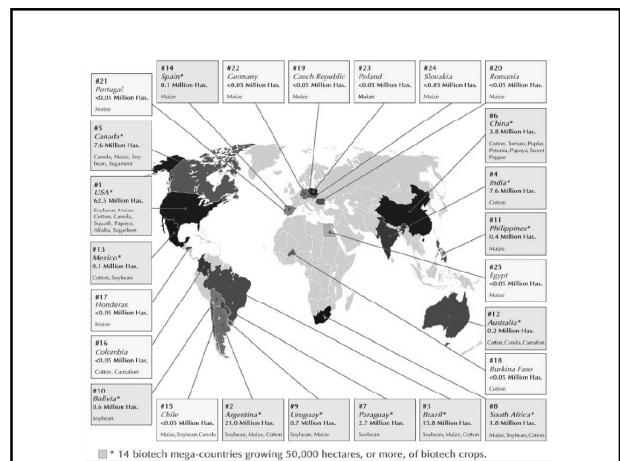 #14
Spain*
0.1 Million Has.
Maize
#22
Germany
<0.05 Million Has.
Maize
#19
Czech Republic
<0.05 Million Has.
Maize
#23
Poland
<0.05 Million Has.
Maize
#24
Slovakia
<0.05 Million Has.
Maize
#20
Romania
<0.05 Million Has.
Maize
#21
Portugal
<0.05 Million Has.
Maize
#5
Canada*
7.6 Million Has.
Canola, Maize, Soy-
bean, Sugarbeet
#1
USA*
62.5 Million Has.
Soybean, Maize,
Cotton, Canola,
Squash, Papaya,
Alfalfa, Sugarbeet
#13
Mexico*
0.1 Million Has.
Cotton, Soybean
#17
Honduras
<0.05 Million Has.
Maize
#16
Colombia
<0.05 Million Has.
Cotton, Carnation
#10
Bolivia*
0.6 Million Has.
Soybean
#6
China*
3.8 Million Has.
Cotton, Tomato, Poplar,
Petunia, Papaya, Sweet
Pepper
#4
India*
7.6 Million Has.
Cotton
#11
Philippines*
0.4 Million Has.
Maize
#25
Egypt
<0.05 Million Has.
Maize
#12
Australia*
0.2 Million Has.
Cotton, Canola, Carnation
#18
Burkina Faso
<0.05 Million Has.
Cotton
#15
Chile
<0.05 Million Has.
Maize, Soybean, Canola
#2
Argentina*
21.0 Million Has.
Soybean, Maize, Cotton
#9
Uruguay*
0.7 Million Has.
Soybean, Maize
#7
Paraguay*
2.7 Million Has.
Soybean
#3
Brazil*
15.8 Million Has.
Soybean, Maize, Cotton
#8
South Africa*
1.8 Million Has.
Maize, Soybean, Cotton
* 14 biotech mega-countries growing 50,000 hectares, or more, of biotech crops.